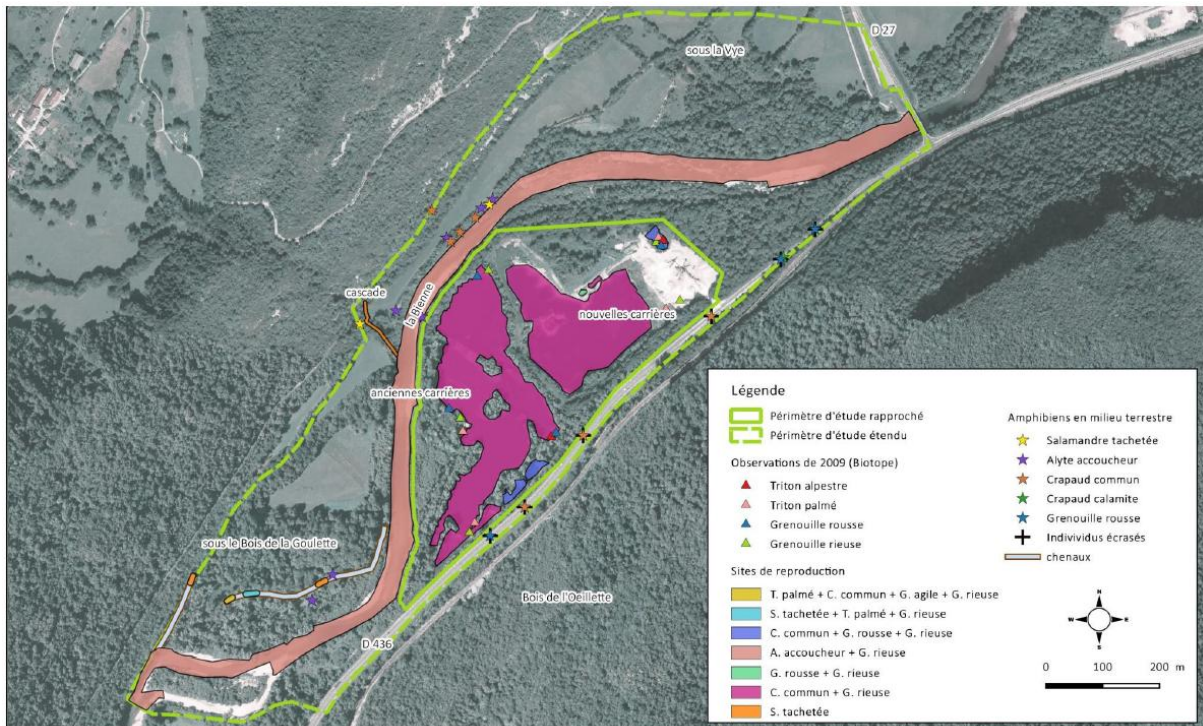 D 27
sous la Vye
cascade
la Bienne
nouvelles carrières
anciennes carrières
sous le Bois de la Goulette
Bois de l'Oeillette
D 436
Légende
Périmètre d'étude rapproché
Périmètre d'étude étendu
Observations de 2009 (Biotope)
Triton alpestre
Triton palmé
Grenouille rousse
Grenouille rieuse
Sites de reproduction
T. palmé + C. commun + G. agile + G. rieuse
S. tachetée + T. palmé + G. rieuse
C. commun + G. rousse + G. rieuse
A. accoucheur + G. rieuse
G. rousse + G. rieuse
C. commun + G. rieuse
S. tachetée
Amphibiens en milieu terrestre
Salamandre tachetée
Alyte accoucheur
Crapaud commun
Crapaud calamite
Grenouille rousse
Individus écrasés
chenaux
N
W E
S
0 100 200 m